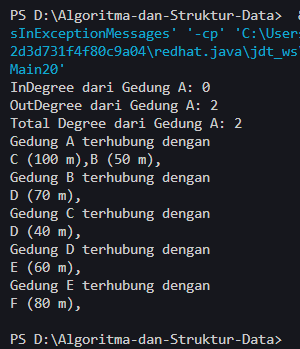 PS D:\Algoritma-dan-Struktur-Data>
sInExceptionMessages' '-cp' 'C:\Users
2d3d731f4f80c9a04\redhat.java\jdt_ws
Main20'
InDegree dari Gedung A: 0
OutDegree dari Gedung A: 2
Total Degree dari Gedung A: 2
Gedung A terhubung dengan
C (100 m),B (50 m),
Gedung B terhubung dengan
D (70 m),
Gedung C terhubung dengan
D (40 m),
Gedung D terhubung dengan
E (60 m),
Gedung E terhubung dengan
F (80 m),
PS D:\Algoritma-dan-Struktur-Data>